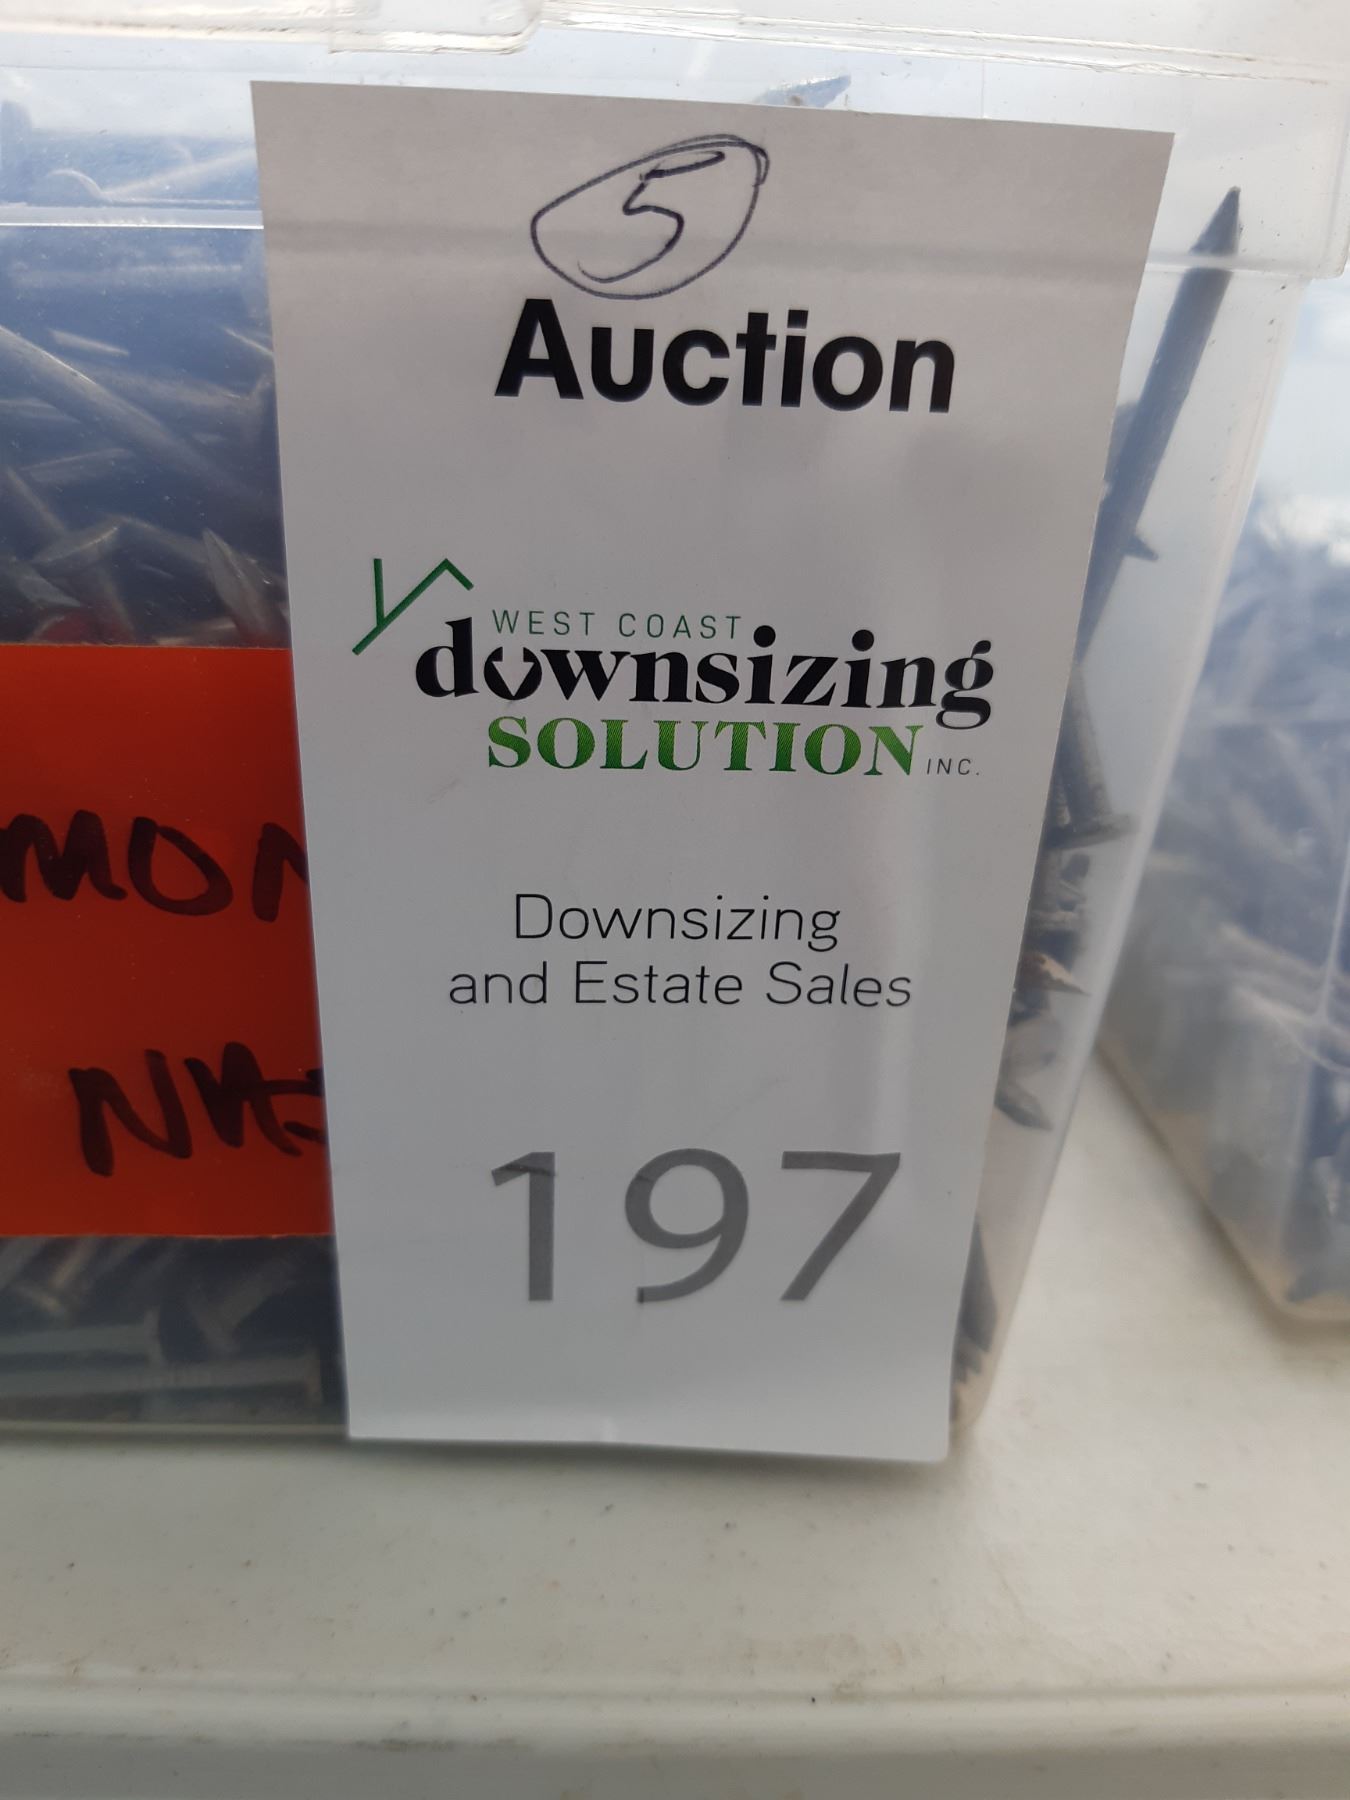 5
Auction
WEST COAST
downsizing
SOLUTION INC.
Downsizing
and Estate Sales
197